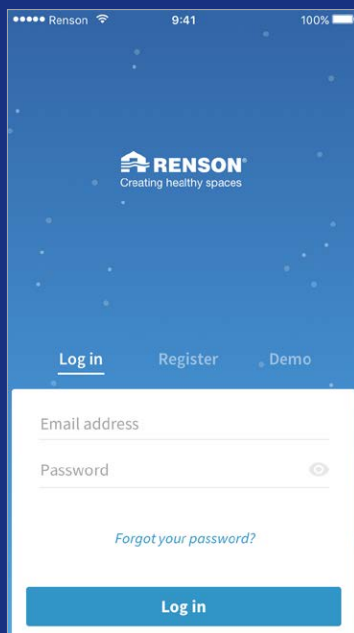 Renson 9:41 100%
RENSON®
Creating healthy spaces
Log in Register Demo
Email address
Password
Forgot your password?
Log in